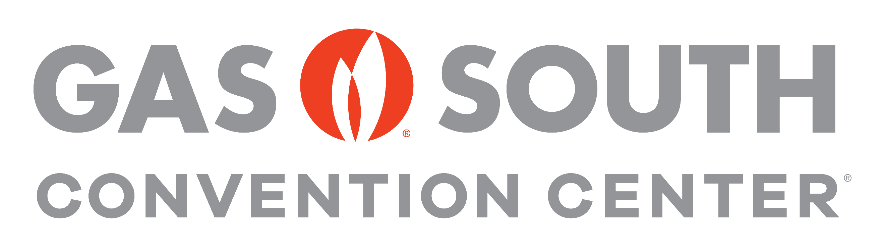 GAS SOUTH®
CONVENTION CENTER®